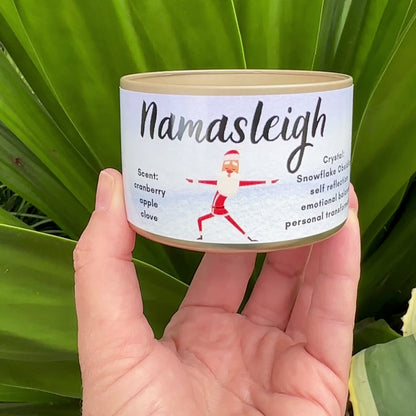 Namasleigh
Scent:
cranberry
apple
clove
Crystal:
Snowflake
self reflection
emotional
personal